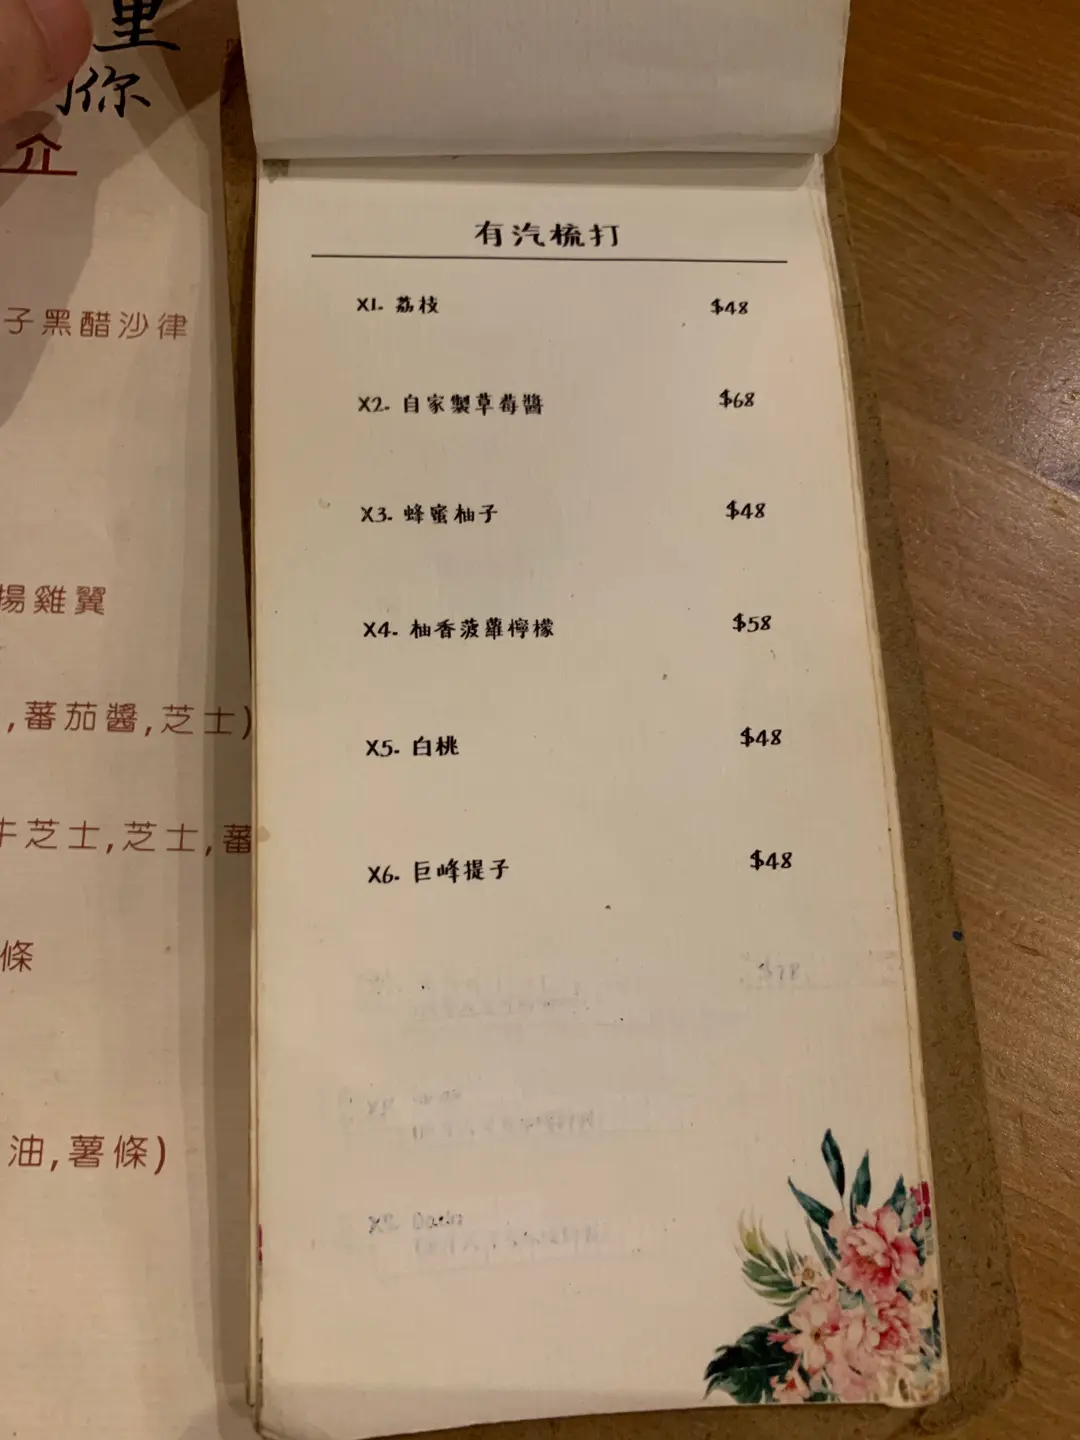 里
你
介
子黑醋沙律
揚雞翼
,蕃茄醬,芝士)
牛芝士,芝士,蕃
條
油,薯條)
有汽梳打
X1. 荔枝 $48
X2. 自家製草莓醬 $68
X3. 蜂蜜柚子 $48
X4. 柚香菠蘿檸檬 $58
X5. 白桃 $48
X6. 巨峰提子 $48